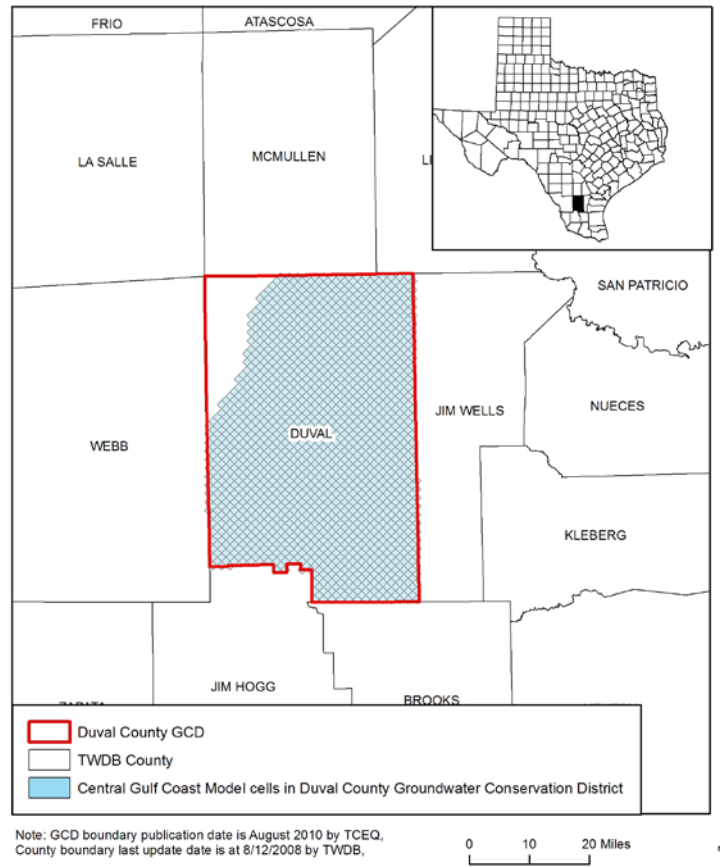 FRIO
ATASCOSA
LA SALLE
MCMULLEN
SAN PATRICIO
WEBB
DUVAL
JIM WELLS
NUECES
KLEBERG
JIM HOGG
BROOKS
Duval County GCD
TWDB County
Central Gulf Coast Model cells in Duval County Groundwater Conservation District
Note: GCD boundary publication date is August 2010 by TCEQ,
County boundary last update date is at 8/12/2008 by TWDB,
0 10 20 Miles